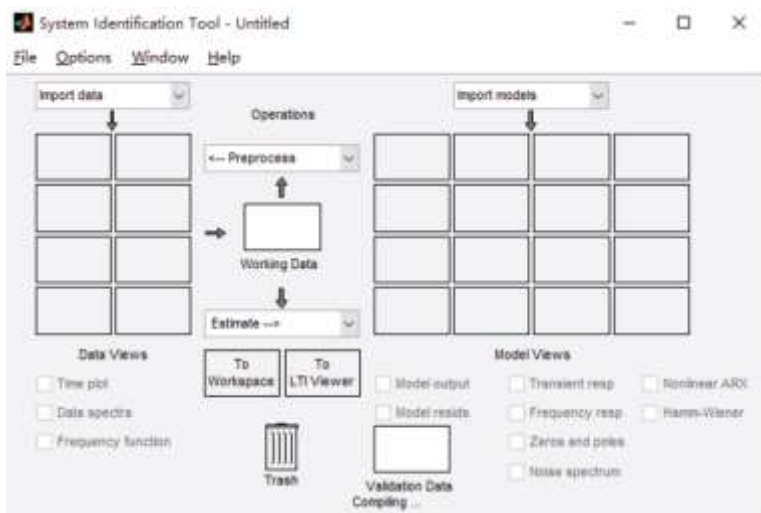 System Identification Tool - Untitled
File Options Window Help
Import data
Import models
Operations
<-- Preprocess
Working Data
Estimate -->
Data Views
To Workspace
To LTI Viewer
Model Views
Time plot
Data spectra
Frequency function
Model output
Model resids
Transient resp
Frequency resp
Zeros and poles
Noise spectrum
Nonlinear ARX
Hamm-Wiener
Trash
Validation Data
Compiling ...